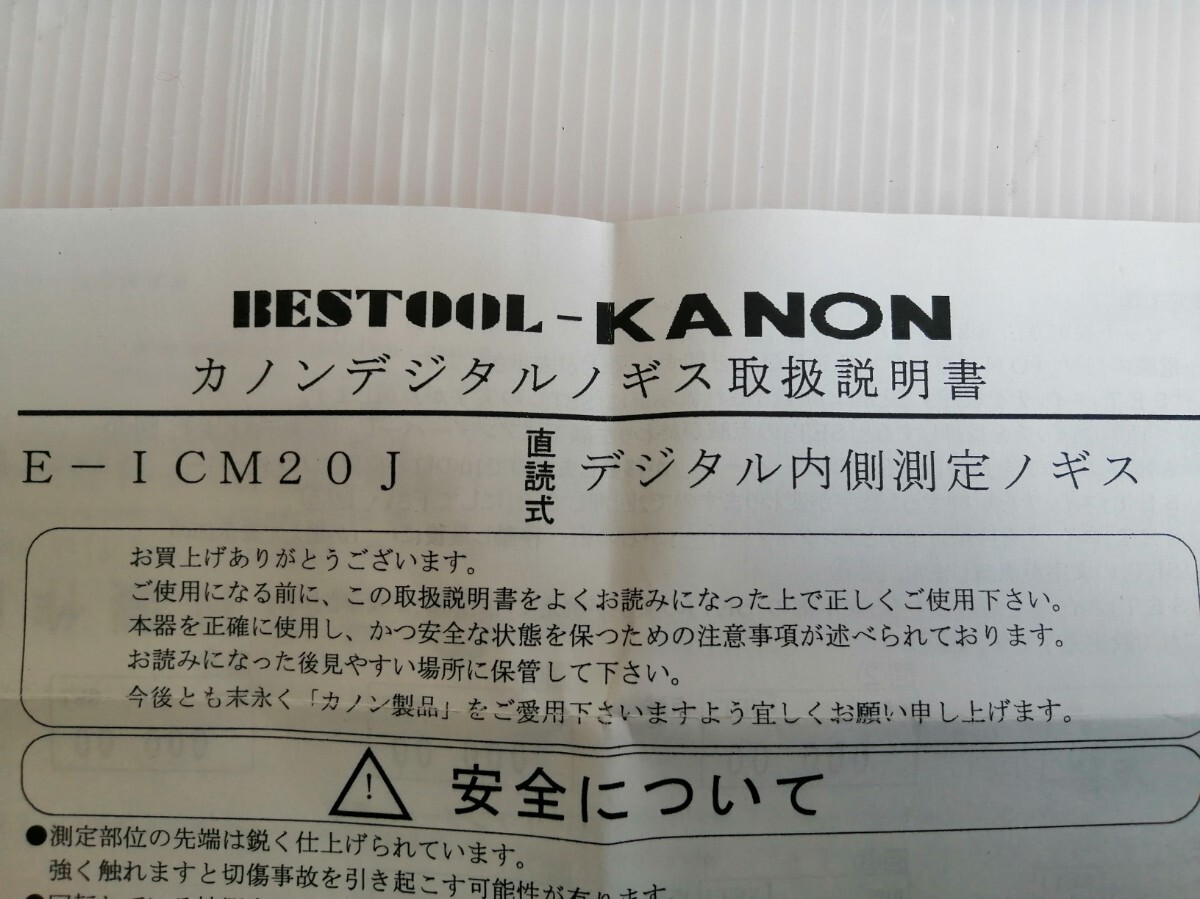 BESTOOL-KANON
カノンデジタルノギス取扱説明書
E-ICM20J 直読式 デジタル内側測定ノギス
お買上げありがとうございます。
ご使用になる前に、この取扱説明書をよくお読みになった上で正しくご使用下さい。
本器を正確に使用し、かつ安全な状態を保つための注意事項が述べられております。
お読みになった後見やすい場所に保管して下さい。
今後とも末永く「カノン製品」をご愛用下さいますよう宜しくお願い申し上げます。
安全について
●測定部位の先端は鋭く仕上げられています。
強く触れますと切傷事故を引き起こす可能性が有ります。